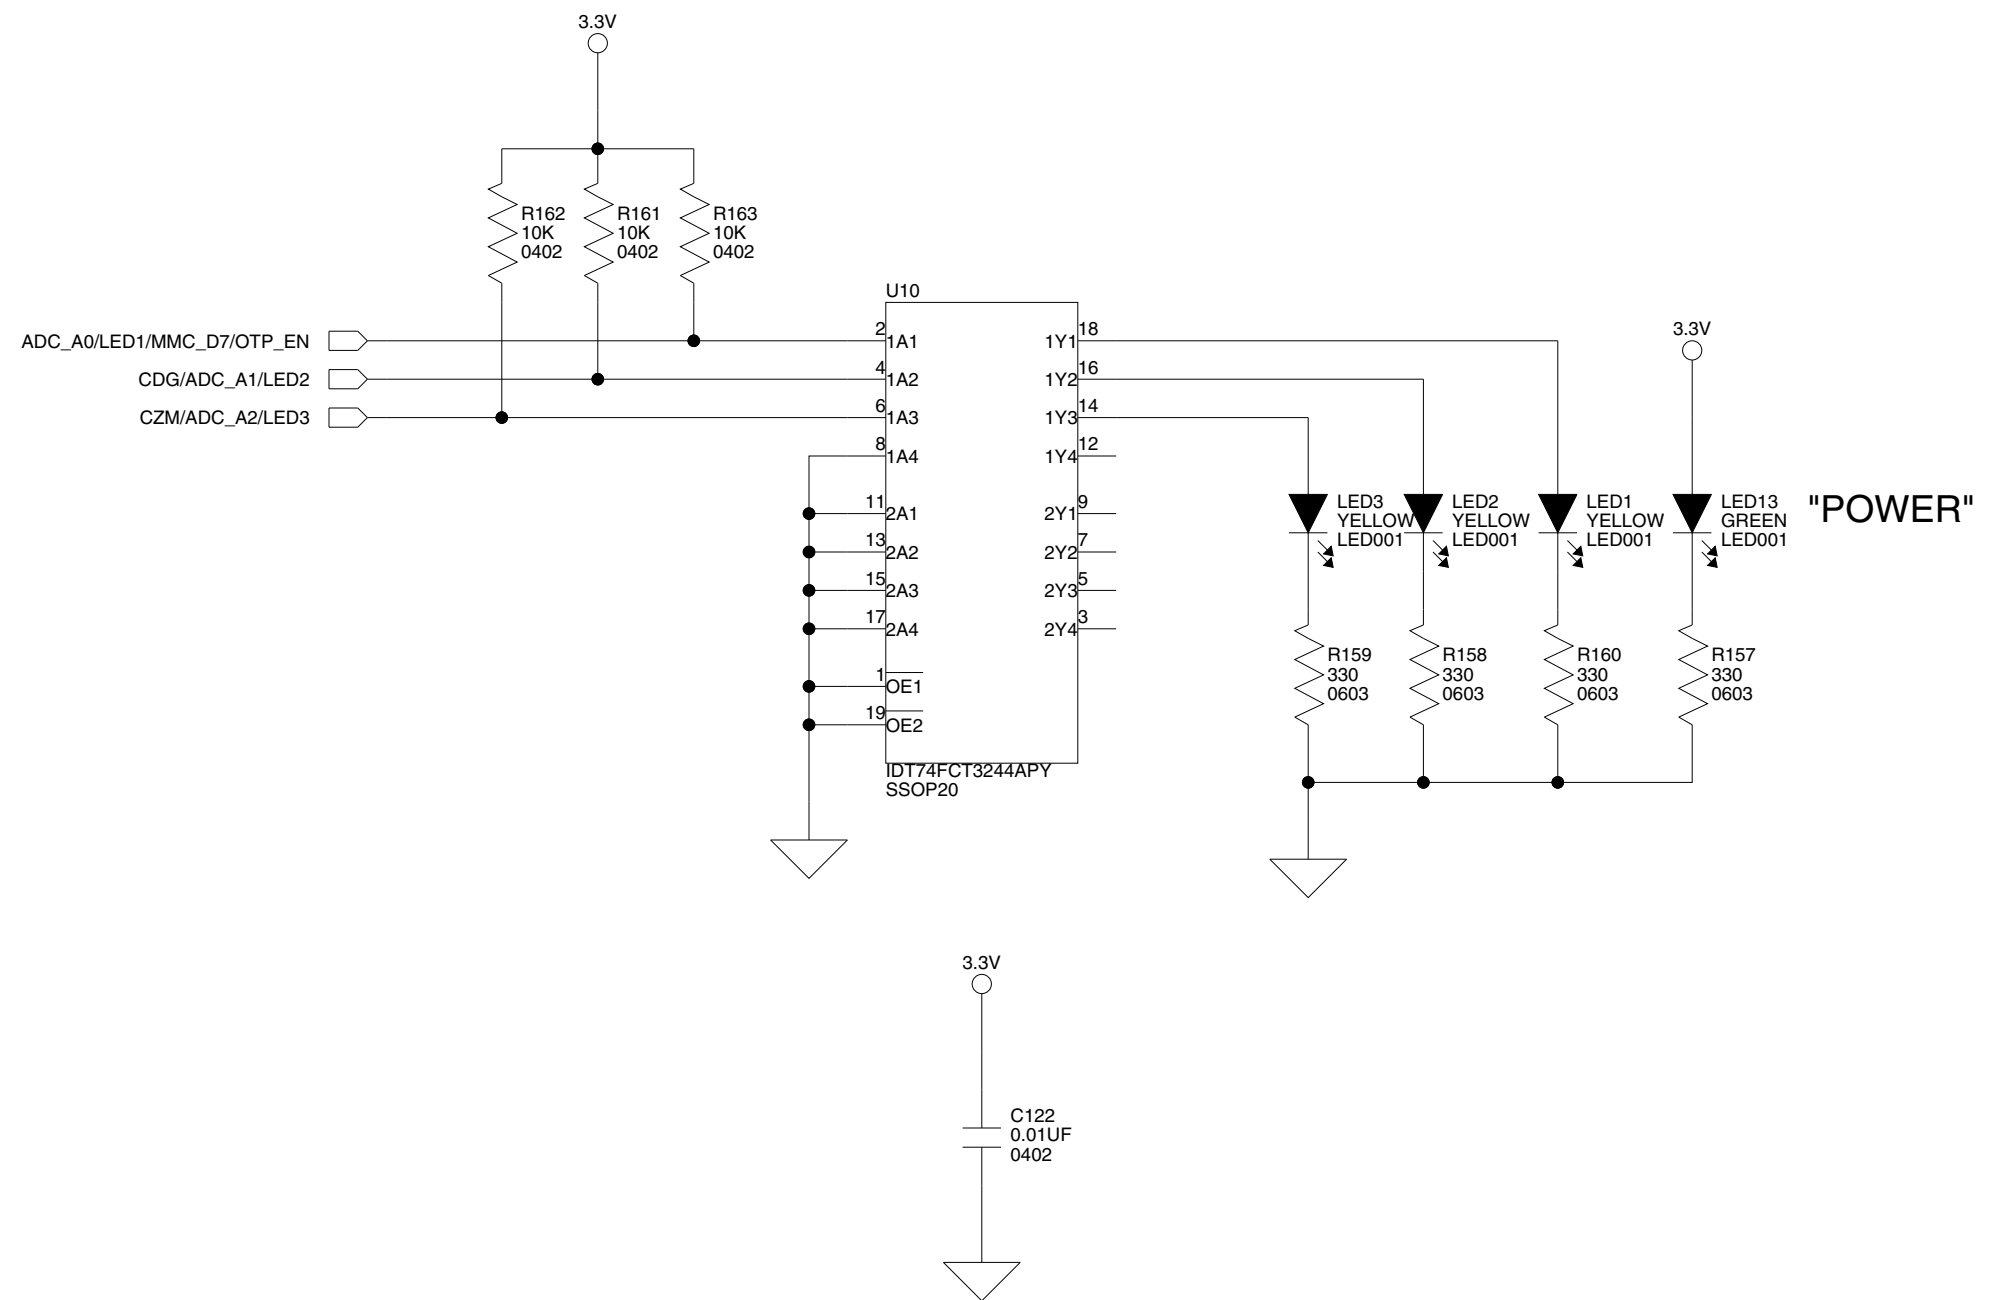 3.3V
R162
10K
0402
R161
10K
0402
R163
10K
0402
U10
ADC_A0/LED1/MMC_D7/OTP_EN
CDG/ADC_A1/LED2
CZM/ADC_A2/LED3
2
1A1
4
1A2
6
1A3
8
1A4
11
2A1
13
2A2
15
2A3
17
2A4
1
OE1
19
OE2
18
1Y1
16
1Y2
14
1Y3
12
1Y4
9
2Y1
7
2Y2
5
2Y3
3
2Y4
IDT74FCT3244APY
SSOP20
3.3V
LED3
YELLOW
LED001
LED2
YELLOW
LED001
LED1
YELLOW
LED001
LED13
GREEN
LED001
"POWER"
R159
330
0603
R158
330
0603
R160
330
0603
R157
330
0603
3.3V
C122
0.01UF
0402